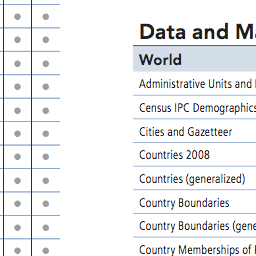 Data and Ma
World
Administrative Units and
Census IPC Demographics
Cities and Gazetteer
Countries 2008
Countries (generalized)
Country Boundaries
Country Boundaries (gene
Country Memberships of